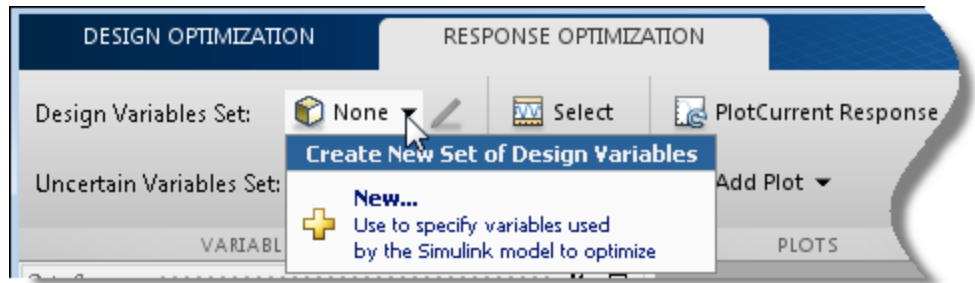 DESIGN OPTIMIZATION RESPONSE OPTIMIZATION
Design Variables Set: None Select PlotCurrent Response
Create New Set of Design Variables
Uncertain Variables Set: Add Plot
New...
Use to specify variables used
by the Simulink model to optimize
VARIABL PLOTS